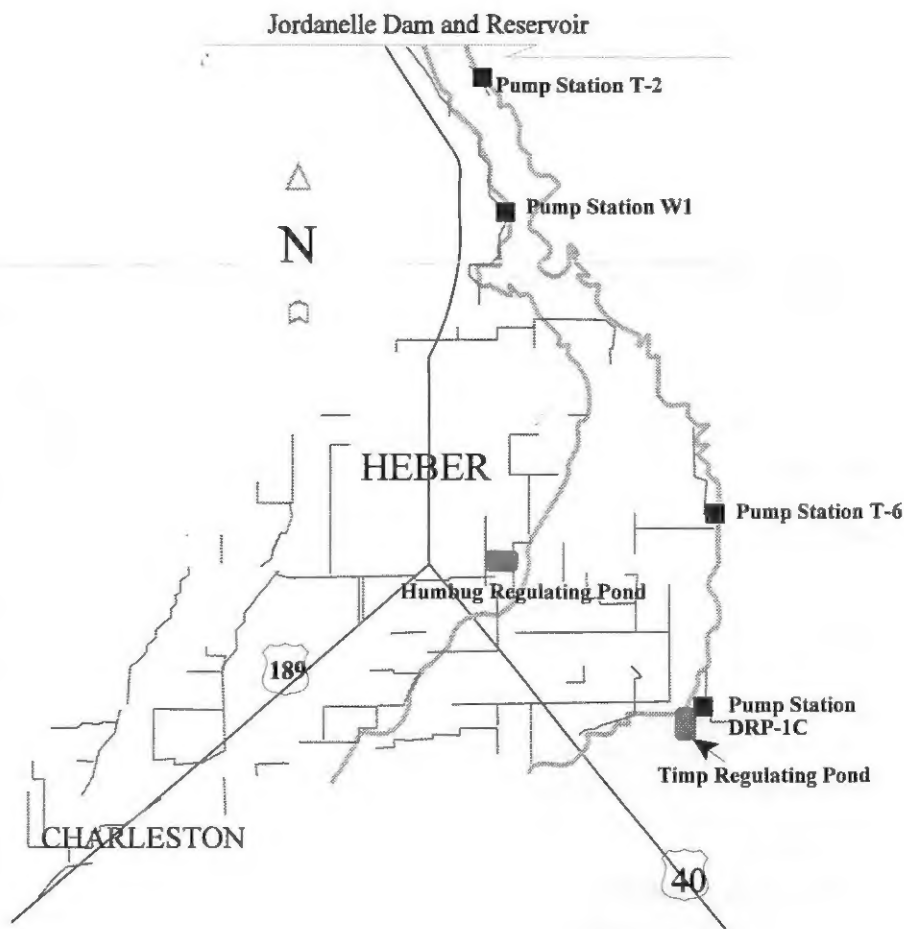 Jordanelle Dam and Reservoir
Pump Station T-2
Pump Station W1
N
HEBER
Pump Station T-6
Humbug Regulating Pond
189
Pump Station
DRP-1C
Timp Regulating Pond
CHARLESTON
40